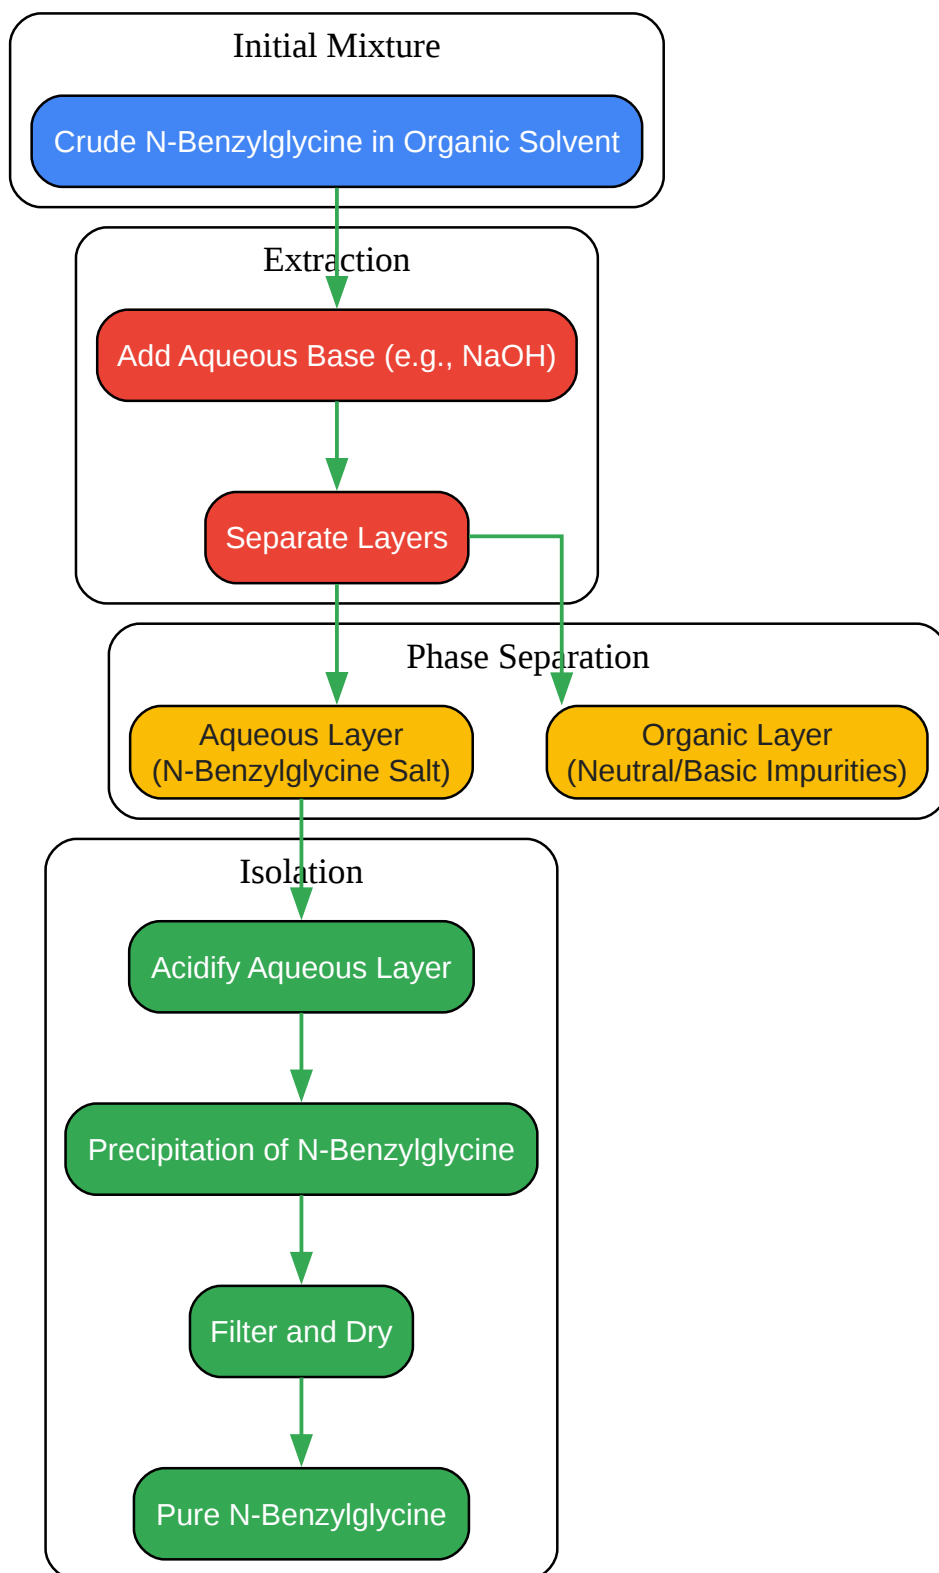 Initial Mixture
Crude N-Benzylglycine in Organic Solvent
Extraction
Add Aqueous Base (e.g., NaOH)
Separate Layers
Phase Separation
Aqueous Layer
(N-Benzylglycine Salt)
Organic Layer
(Neutral/Basic Impurities)
Isolation
Acidify Aqueous Layer
Precipitation of N-Benzylglycine
Filter and Dry
Pure N-Benzylglycine